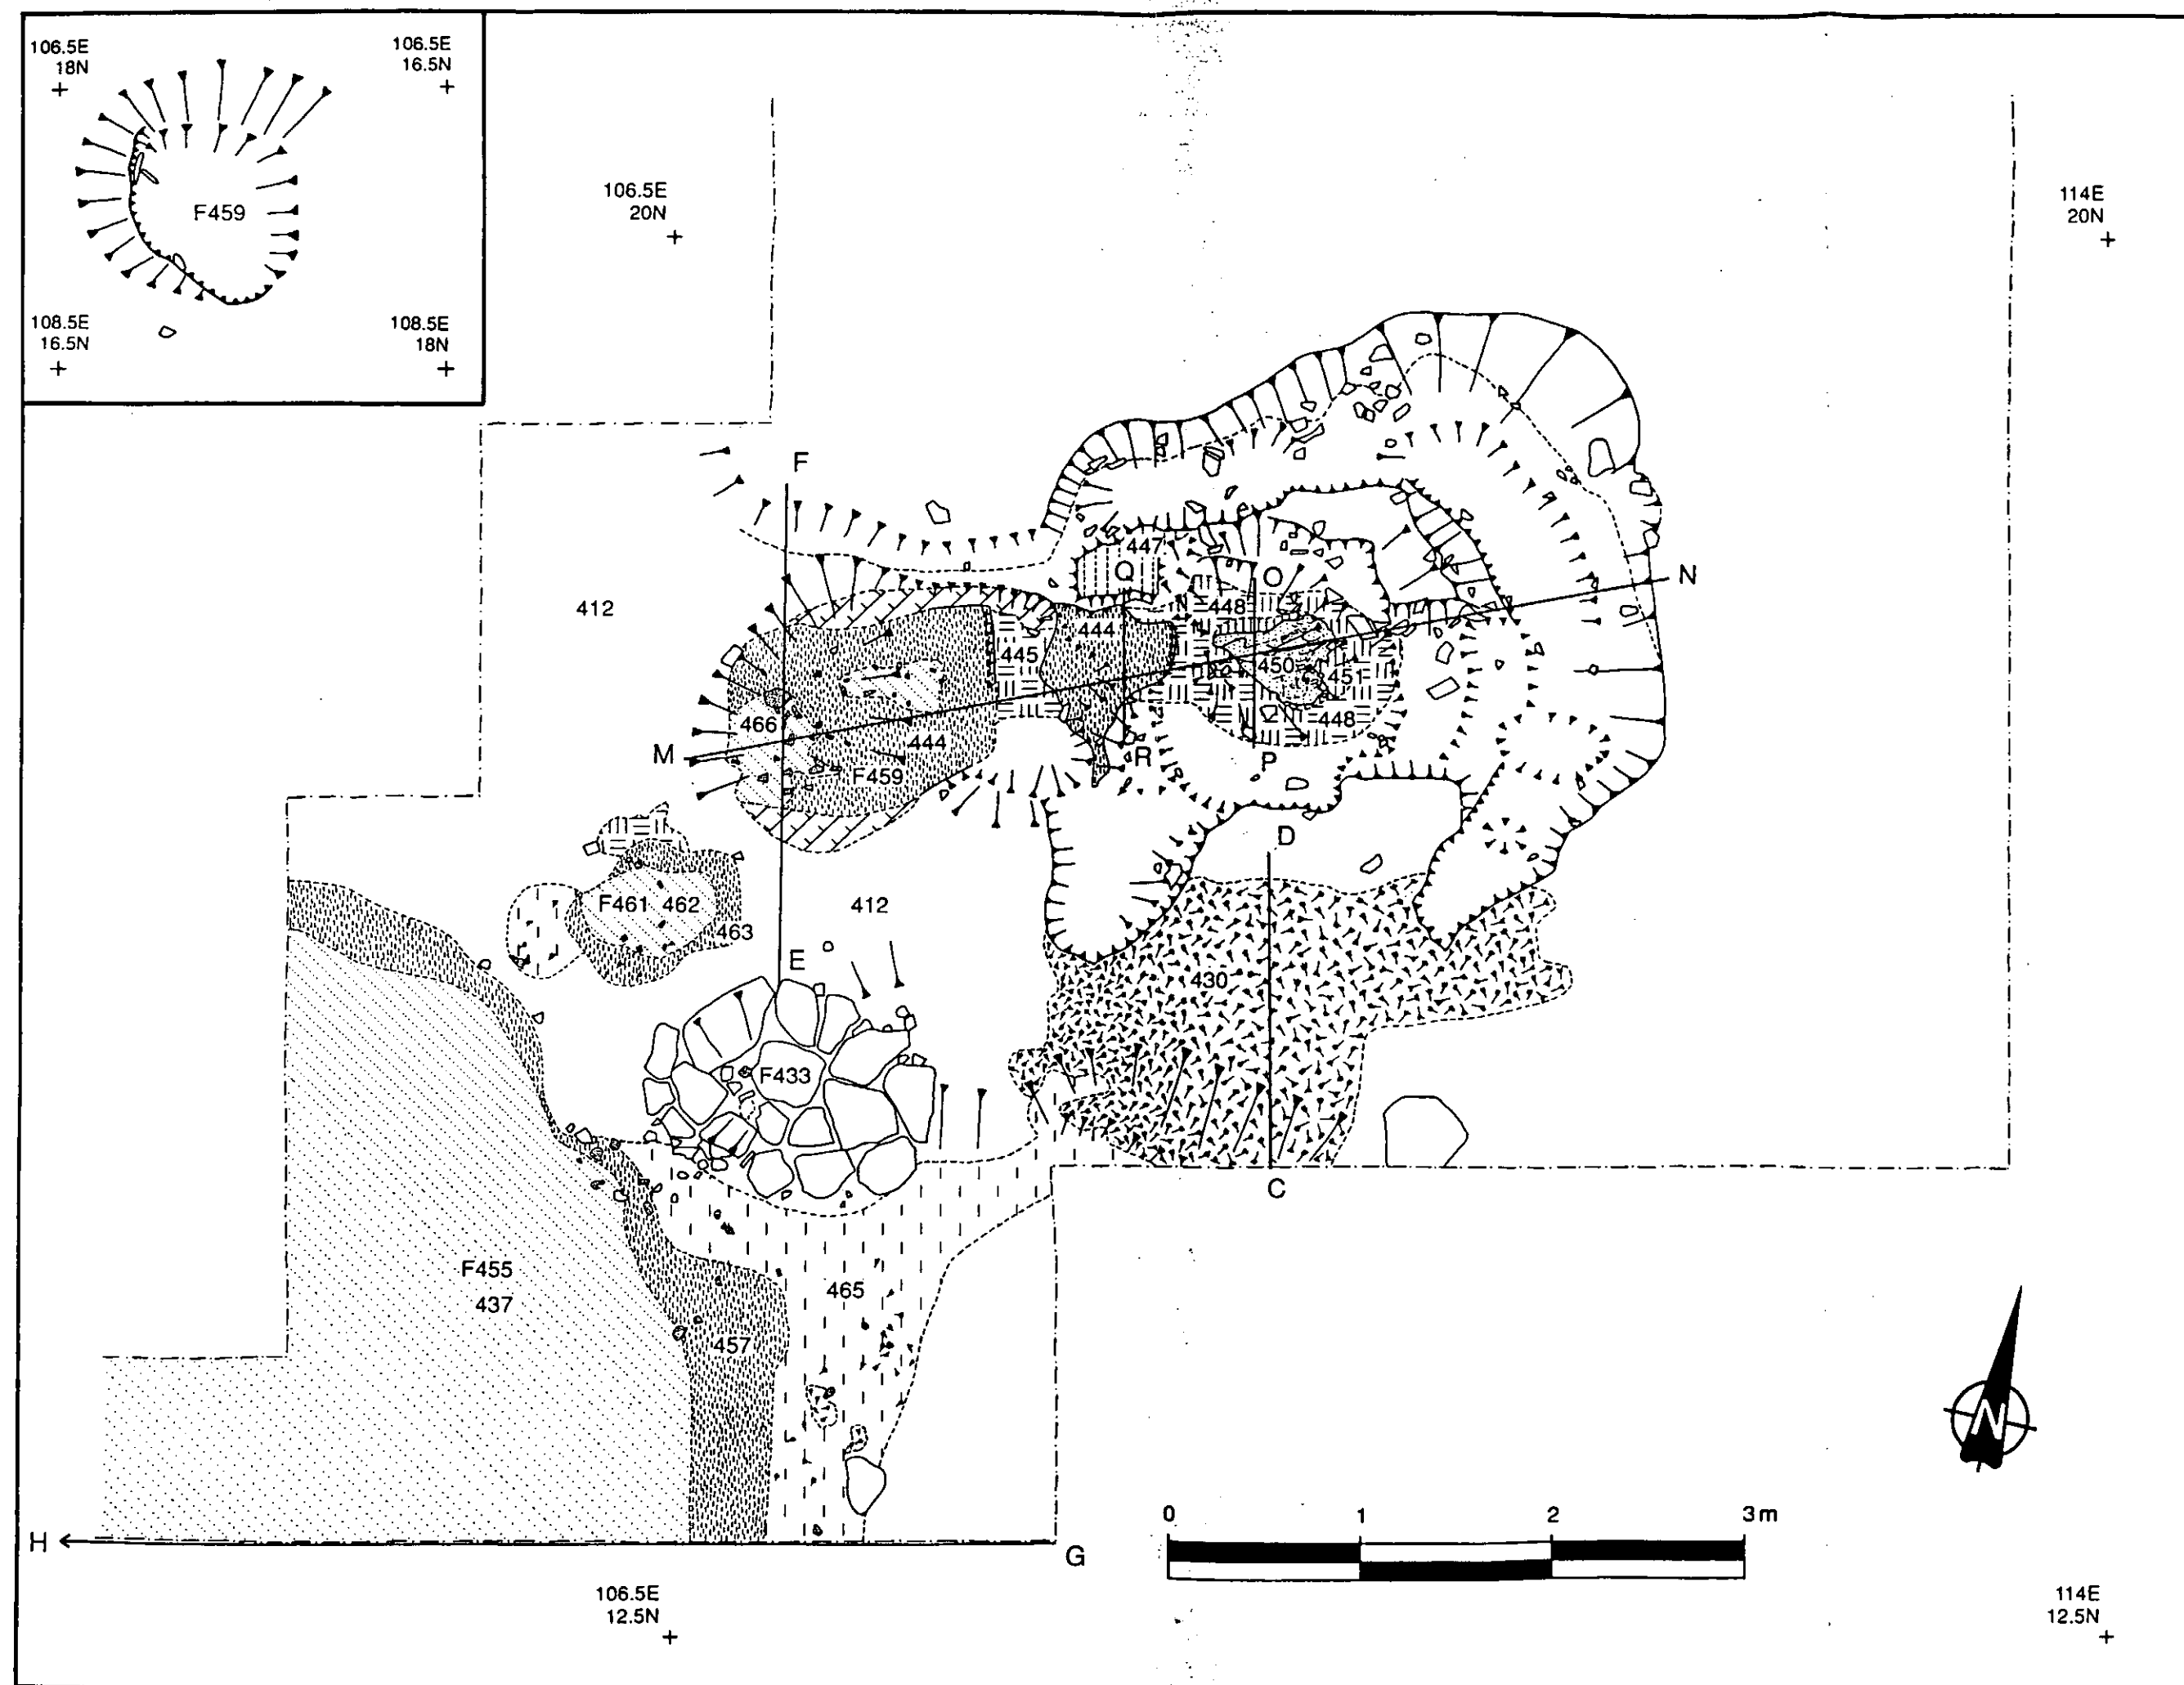 106.5E
18N
106.5E
16.5N
F459
108.5E
16.5N
108.5E
18N
106.5E
20N
114E
20N
F
412
447
Q
O
N
448
444
445
450
451
466
448
444
M
R
P
F459
D
F461 462
412
463
E
430
F433
C
F455
437
465
457
N
0 1 2 3m
H
G
106.5E
12.5N
114E
12.5N